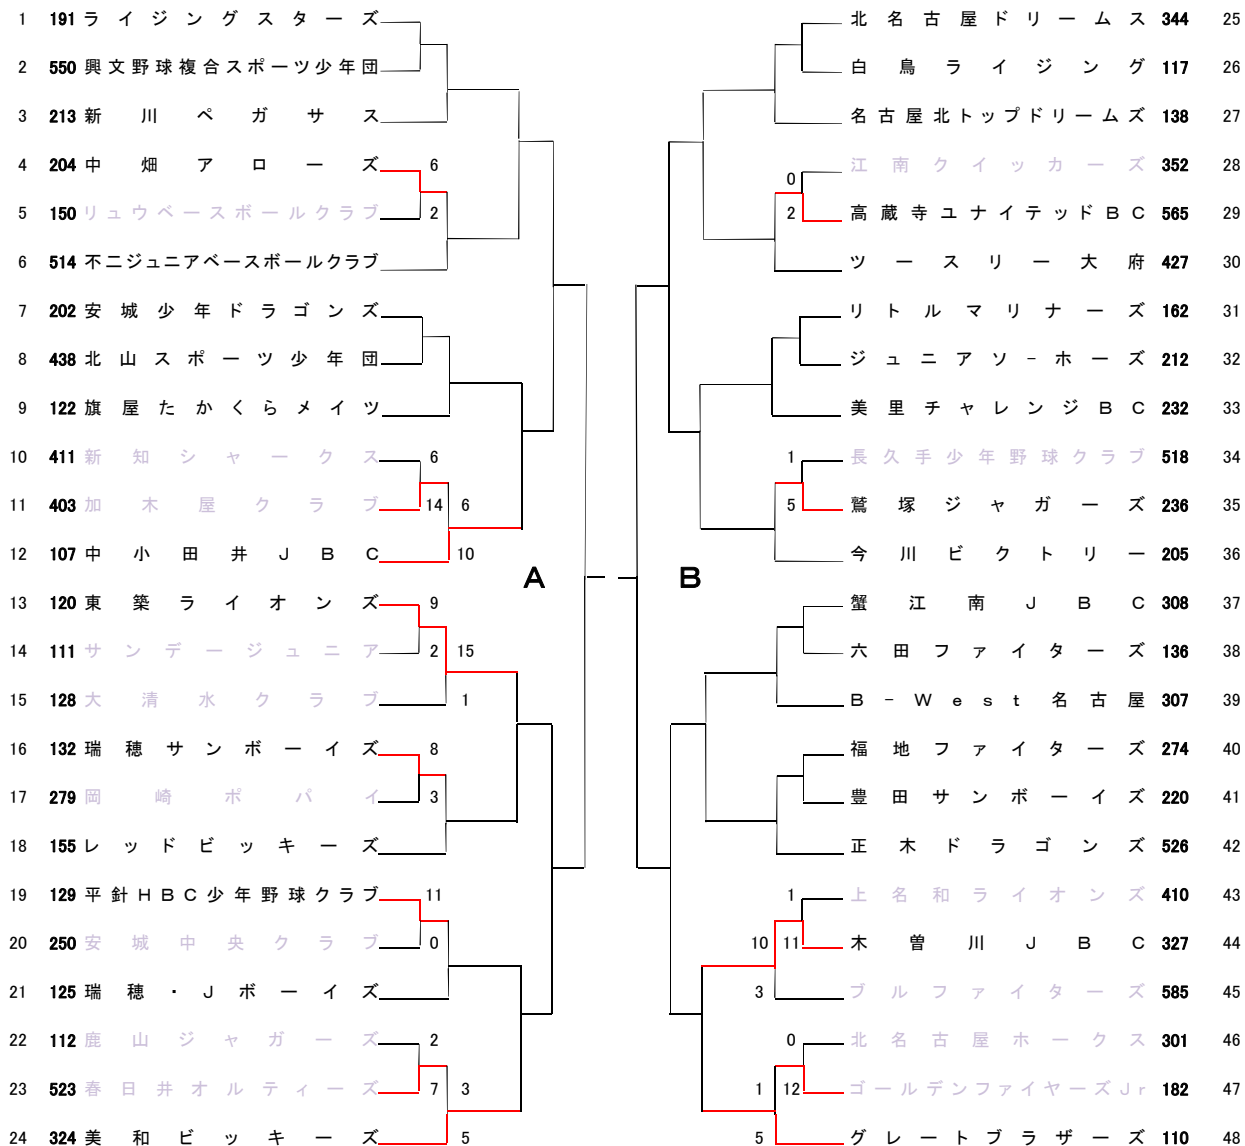 1 191 ライジングスターズ
2 550 興文野球複合スポーツ少年団
3 213 新川ペガサス
4 204 中畑アローズ 6
5 150 リュウベースボールクラブ 2
6 514 不二ジュニアベースボールクラブ
7 202 安城少年ドラゴンズ
8 438 北山スポーツ少年団
9 122 旗屋たかくらメイツ
10 411 新知シャークス 6
11 403 加木屋クラブ 14 6
12 107 中小田井JBC 10
13 120 東築ライオンズ 9
14 111 サンデージュニア 2 15
15 128 大清水クラブ 1
16 132 瑞穂サンボーイズ 8
17 279 岡崎ポパイ 3
18 155 レッドビッキーズ
19 129 平針HBC少年野球クラブ 11
20 250 安城中央クラブ 0
21 125 瑞穂・Jボーイズ
22 112 鹿山ジャガーズ 2
23 523 春日井オルティーズ 7 3
24 324 美和ビッキーズ 5
A
B
北名古屋ドリームス 344 25
白鳥ライジング 117 26
名古屋北トップドリームズ 138 27
0 江南クイッカーズ 352 28
2 高蔵寺ユナイテッドBC 565 29
ツースリー大府 427 30
リトルマリナーズ 162 31
ジュニアソ-ホーズ 212 32
美里チャレンジBC 232 33
1 長久手少年野球クラブ 518 34
5 鷲塚ジャガーズ 236 35
今川ビクトリー 205 36
蟹江南JBC 308 37
六田ファイターズ 136 38
B-West名古屋 307 39
福地ファイターズ 274 40
豊田サンボーイズ 220 41
正木ドラゴンズ 526 42
1 上名和ライオンズ 410 43
10 11 木曽川JBC 327 44
3 ブルファイターズ 585 45
0 北名古屋ホークス 301 46
1 12 ゴールデンファイヤーズJr 182 47
5 グレートブラザーズ 110 48